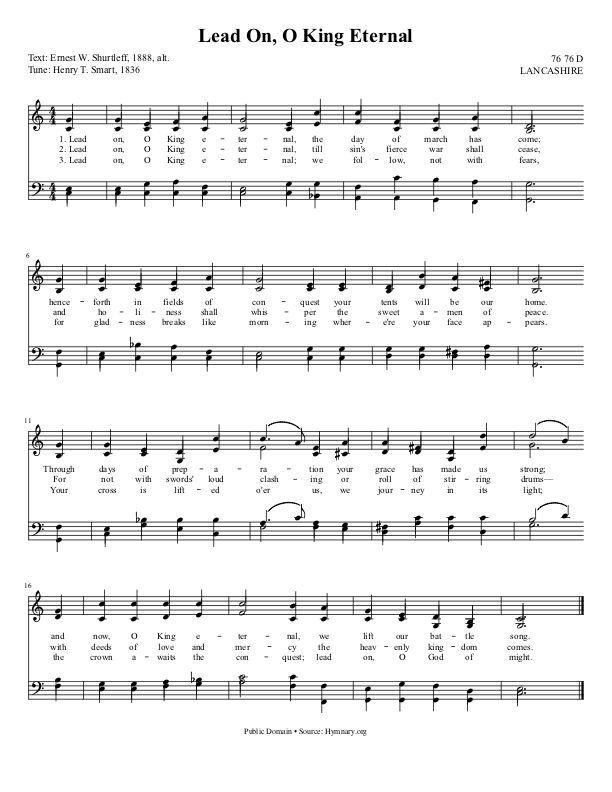 Lead On, O King Eternal
Text: Ernest W. Shurtleff, 1888, alt.
Tune: Henry T. Smart, 1836
76 76 D
LANCASHIRE
1. Lead on, O King e - ter - nal, the day of march has come;
2. Lead on, O King e - ter - nal, till sin's fierce war shall cease,
3. Lead on, O King e - ter - nal; we fol - low, not with fears,
6
hence - forth in fields of con - quest your tents will be our home.
and ho - li - ness shall whis - per the sweet a - men of peace.
for glad - ness breaks like morn - ing wher - e're your face ap - pears.
11
Through days of prep - a - ra - tion your grace has made us strong;
For not with swords' loud clash - ing or roll of stir - ring drums—
Your cross is lift - ed o'er us, we jour - ney in its light;
16
and now, O King e - ter - nal, we lift our bat - tle song.
with deeds of love and mer - cy the heav - enly king - dom comes.
the crown a - waits the con - quest; lead on, O God of might.
Public Domain • Source: Hymnary.org